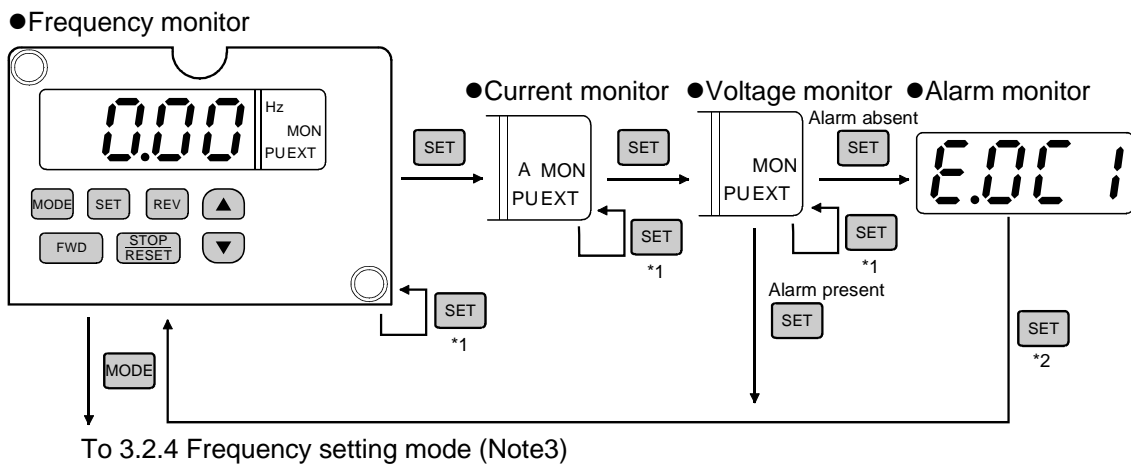 ●Frequency monitor
0.00
Hz
MON
PU EXT
MODE
SET
REV
▲
FWD
STOP
RESET
▼
SET
*1
MODE
SET
●Current monitor
A MON
PU EXT
SET
*1
SET
●Voltage monitor
MON
PU EXT
SET
*1
Alarm absent
SET
Alarm present
SET
●Alarm monitor
E.OC 1
SET
*2
To 3.2.4 Frequency setting mode (Note3)